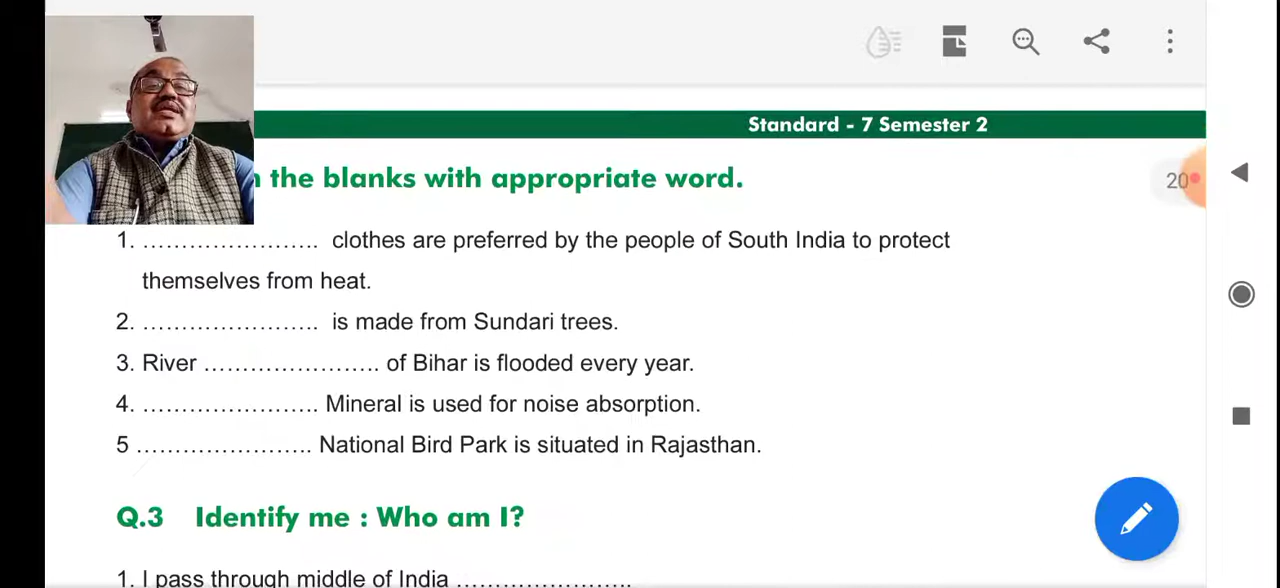 Standard - 7 Semester 2
the blanks with appropriate word.
20
1. ...................... clothes are preferred by the people of South India to protect
themselves from heat.
2. ...................... is made from Sundari trees.
3. River ...................... of Bihar is flooded every year.
4. ...................... Mineral is used for noise absorption.
5 ...................... National Bird Park is situated in Rajasthan.
Q.3 Identify me : Who am I?
1. I pass through middle of India ......................